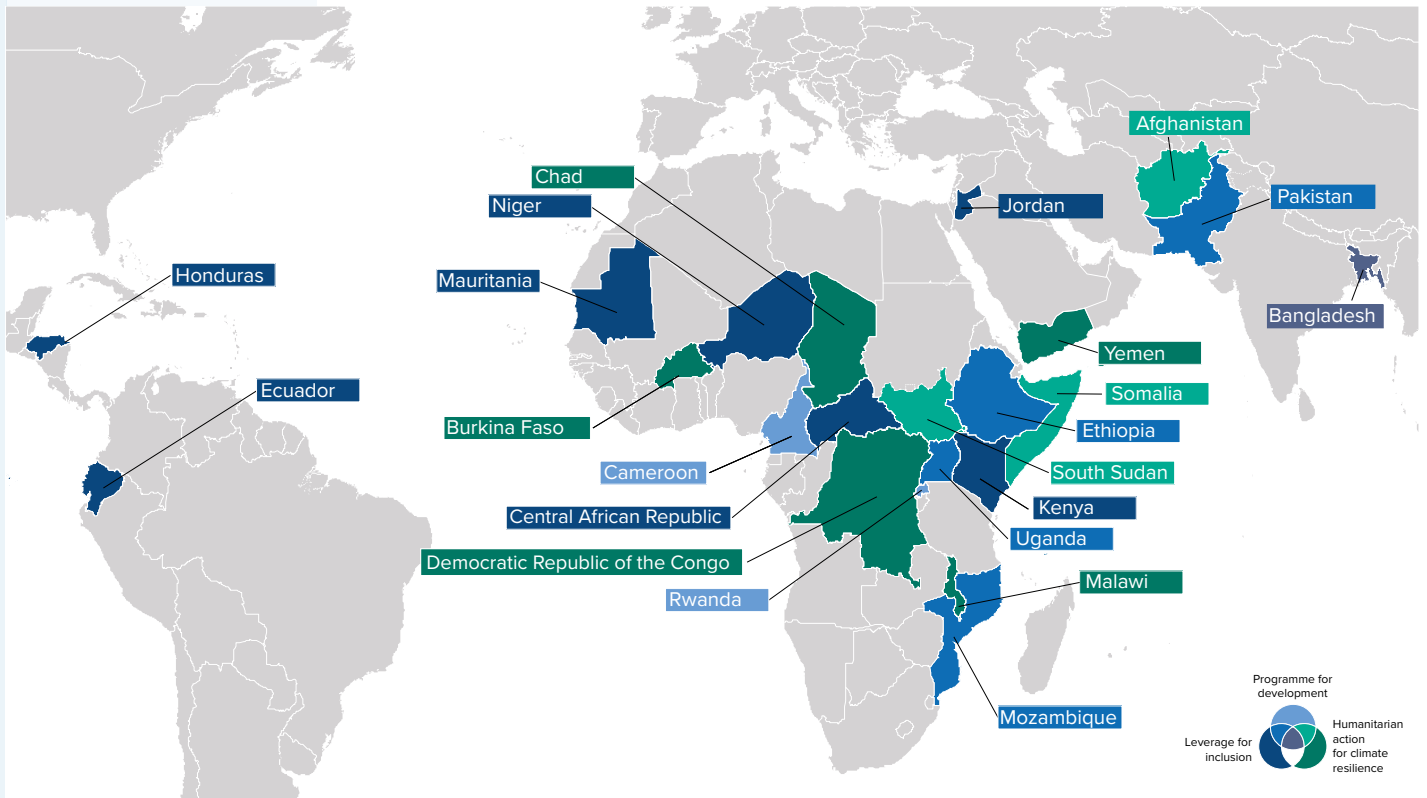 Afghanistan
Chad
Pakistan
Niger
Jordan
Honduras
Mauritania
Bangladesh
Yemen
Ecuador
Somalia
Burkina Faso
Ethiopia
Cameroon
South Sudan
Kenya
Central African Republic
Uganda
Democratic Republic of the Congo
Malawi
Rwanda
Mozambique
Programme for
development
Leverage for
inclusion
Humanitarian
action
for climate
resilience